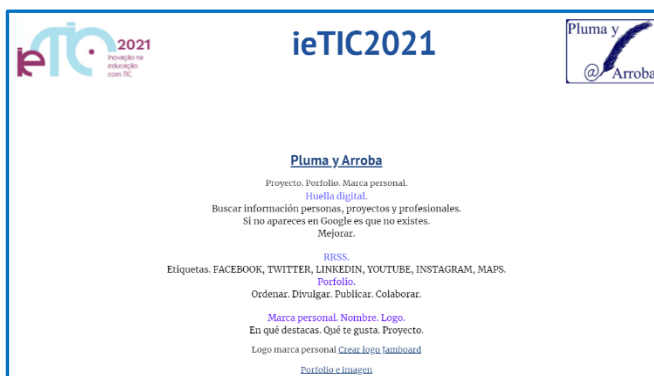 ieTIC 2021
Inovação na
educação
com TIC
ieTIC2021
Pluma y
@ Arroba
Pluma y Arroba
Proyecto. Porfolio. Marca personal.
Huella digital.
Buscar información personas, proyectos y profesionales.
Si no apareces en Google es que no existes.
Mejorar.
RRSS.
Etiquetas. FACEBOOK, TWITTER, LINKEDIN, YOUTUBE, INSTAGRAM, MAPS.
Porfolio.
Ordenar. Divulgar. Publicar. Colaborar.
Marca personal. Nombre. Logo.
En qué destacas. Qué te gusta. Proyecto.
Logo marca personal Crear logo Jamboard
Porfolio e imagen